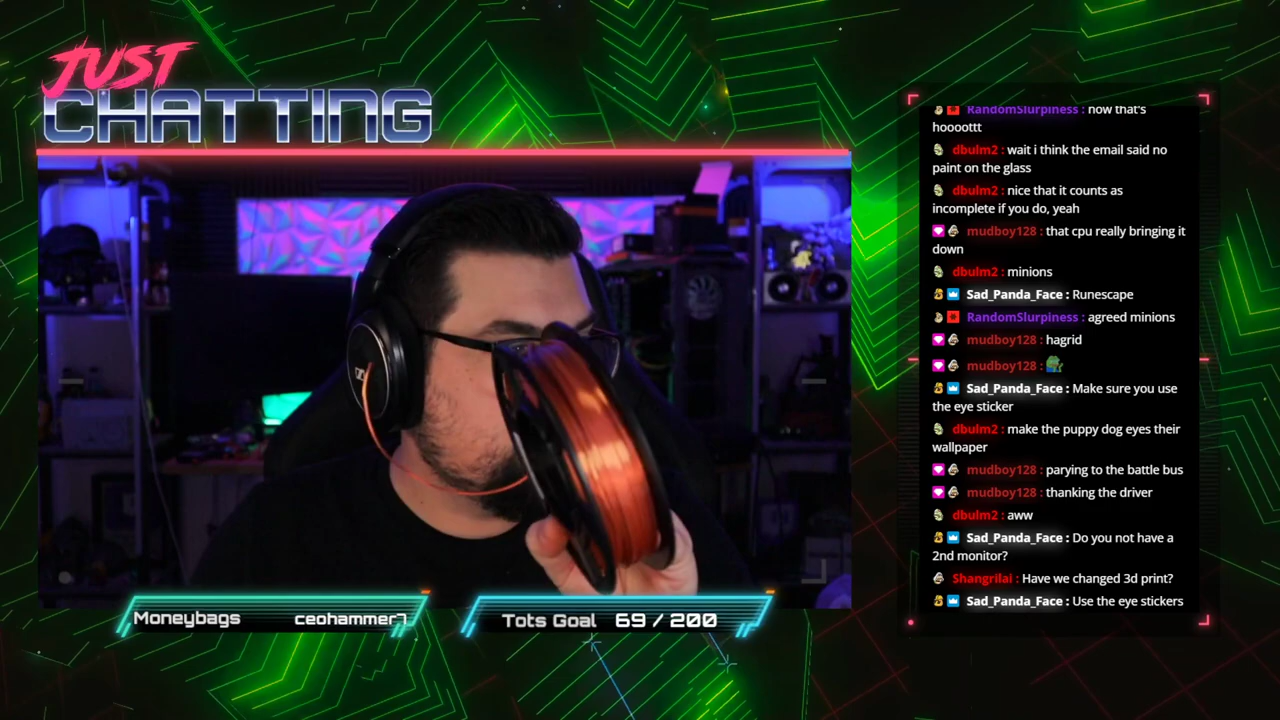 JUST
CHATTING
RandomSlurpiness : now that's
hoooottt
dbulm2 : wait i think the email said no
paint on the glass
dbulm2 : nice that it counts as
incomplete if you do, yeah
mudboy128 : that cpu really bringing it
down
dbulm2 : minions
Sad_Panda_Face : Runescape
RandomSlurpiness : agreed minions
mudboy128 : hagrid
mudboy128 :
Sad_Panda_Face : Make sure you use
the eye sticker
dbulm2 : make the puppy dog eyes their
wallpaper
mudboy128 : parying to the battle bus
mudboy128 : thanking the driver
dbulm2 : aww
Sad_Panda_Face : Do you not have a
2nd monitor?
Shangrilai : Have we changed 3d print?
Sad_Panda_Face : Use the eye stickers
Moneybags ceohammer7
Tots Goal 69 / 200